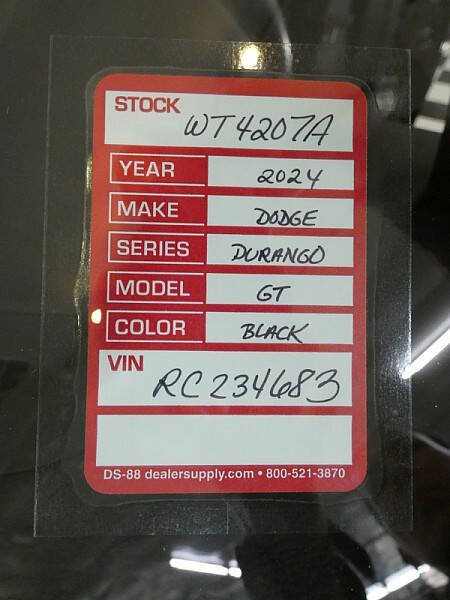 STOCK
WT4207A
YEAR 2024
MAKE DODGE
SERIES DURANGO
MODEL GT
COLOR BLACK
VIN
RC234683
DS-88 dealersupply.com • 800-521-3870